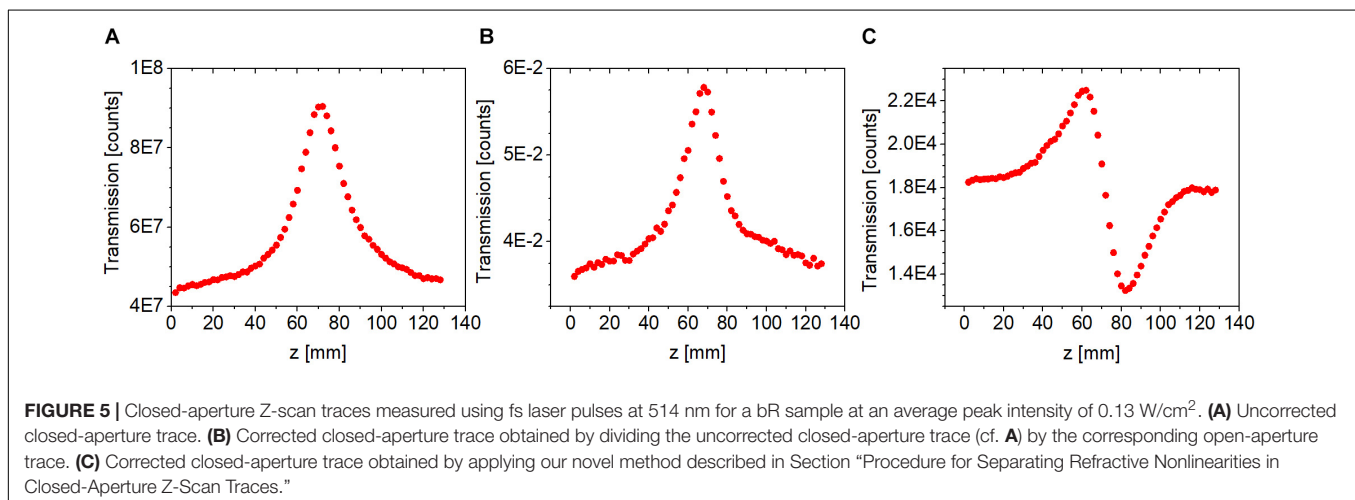 A
B
C
1E8
8E7
6E7
4E7
Transmission [counts]
0 20 40 60 80 100 120 140
z [mm]
6E-2
5E-2
4E-2
Transmission [counts]
0 20 40 60 80 100 120 140
z [mm]
2.2E4
2.0E4
1.8E4
1.6E4
1.4E4
Transmission [counts]
0 20 40 60 80 100 120 140
z [mm]
FIGURE 5 | Closed-aperture Z-scan traces measured using fs laser pulses at 514 nm for a bR sample at an average peak intensity of 0.13 W/cm². (A) Uncorrected
closed-aperture trace. (B) Corrected closed-aperture trace obtained by dividing the uncorrected closed-aperture trace (cf. A) by the corresponding open-aperture
trace. (C) Corrected closed-aperture trace obtained by applying our novel method described in Section “Procedure for Separating Refractive Nonlinearities in
Closed-Aperture Z-Scan Traces.”